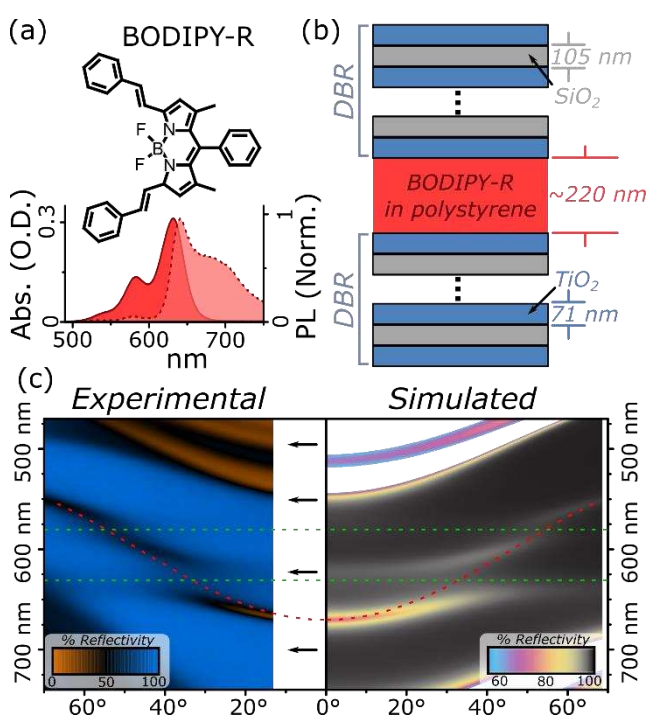 (a) BODIPY-R
F
F
B
N
N
0.3
1
Abs. (O.D.)
PL (Norm.)
0
500 600 700
nm
(b)
DBR
105 nm
SiO2
BODIPY-R
in polystyrene
~220 nm
DBR
TiO2
71 nm
(c)
Experimental
Simulated
500 nm
600 nm
700 nm
500 nm
600 nm
700 nm
% Reflectivity
0 50 100
% Reflectivity
60 80 100
60° 40° 20° 0° 20° 40° 60°